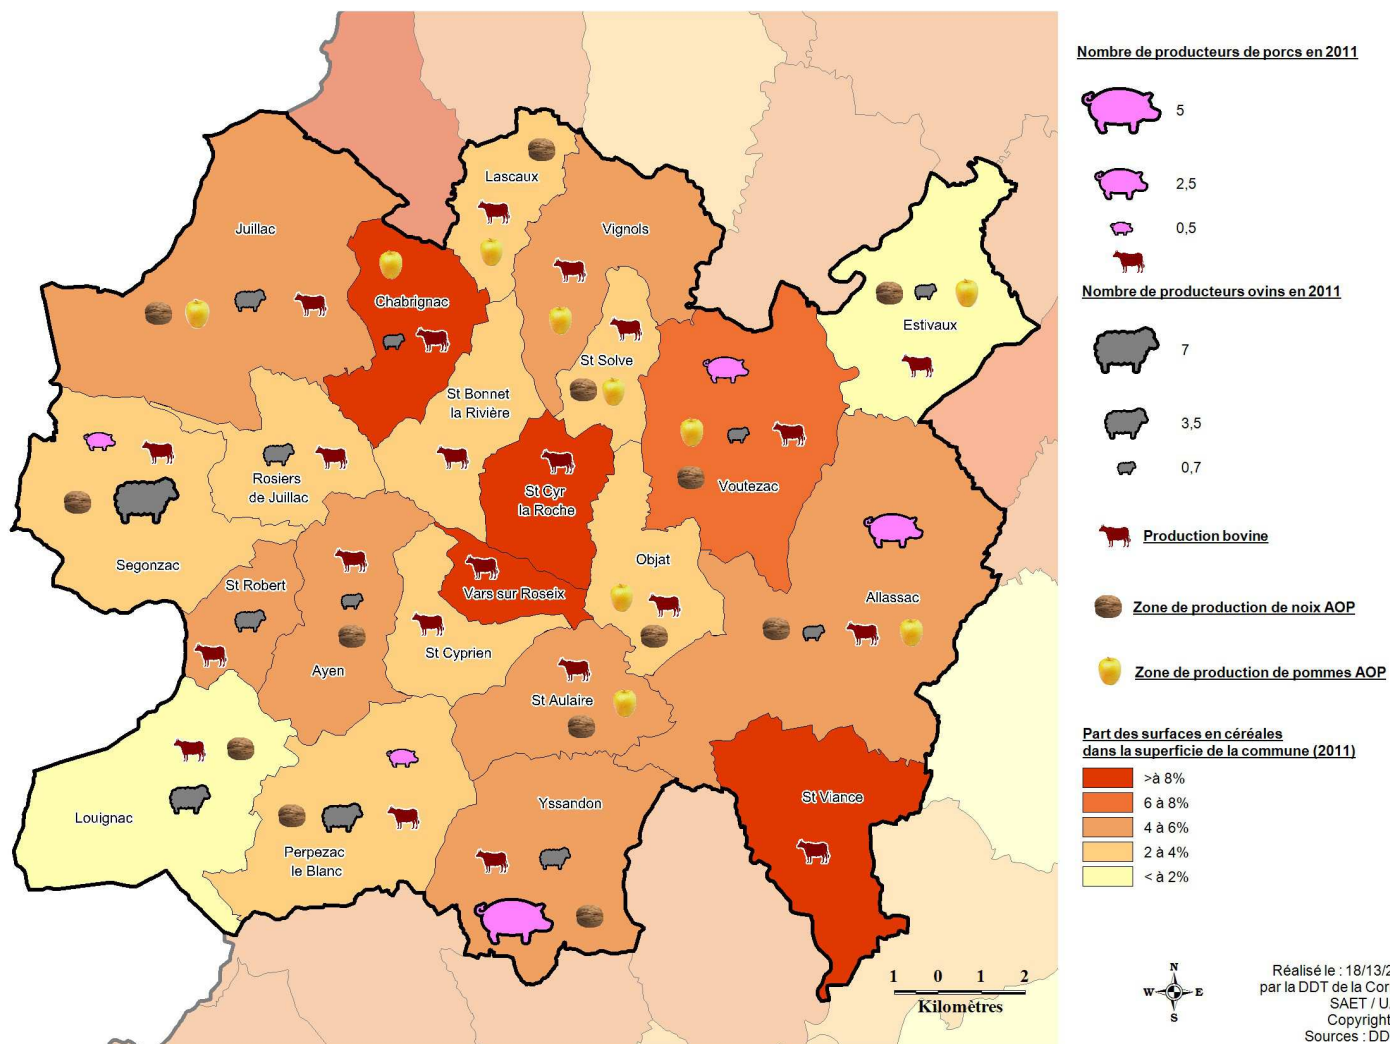 Lascaux
Juillac
Vignols
Chabrignac
Estivaux
St Solve
St Bonnet
la Rivière
Rosiers
de Juillac
St Cyr
la Roche
Voutezac
Segonzac
St Robert
Objat
Vars sur Roseix
Allassac
Ayen
St Cyprien
St Aulaire
Louignac
Yssandon
St Viance
Perpezac
le Blanc
1 0 1 2
Kilomètres
Nombre de producteurs de porcs en 2011
5
2,5
0,5
Nombre de producteurs ovins en 2011
7
3,5
0,7
Production bovine
Zone de production de noix AOP
Zone de production de pommes AOP
Part des surfaces en céréales
dans la superficie de la commune (2011)
>à 8%
6 à 8%
4 à 6%
2 à 4%
< à 2%
N
W E
S
Réalisé le : 18/13/2
par la DDT de la Cor
SAET / U
Copyright
Sources : DD